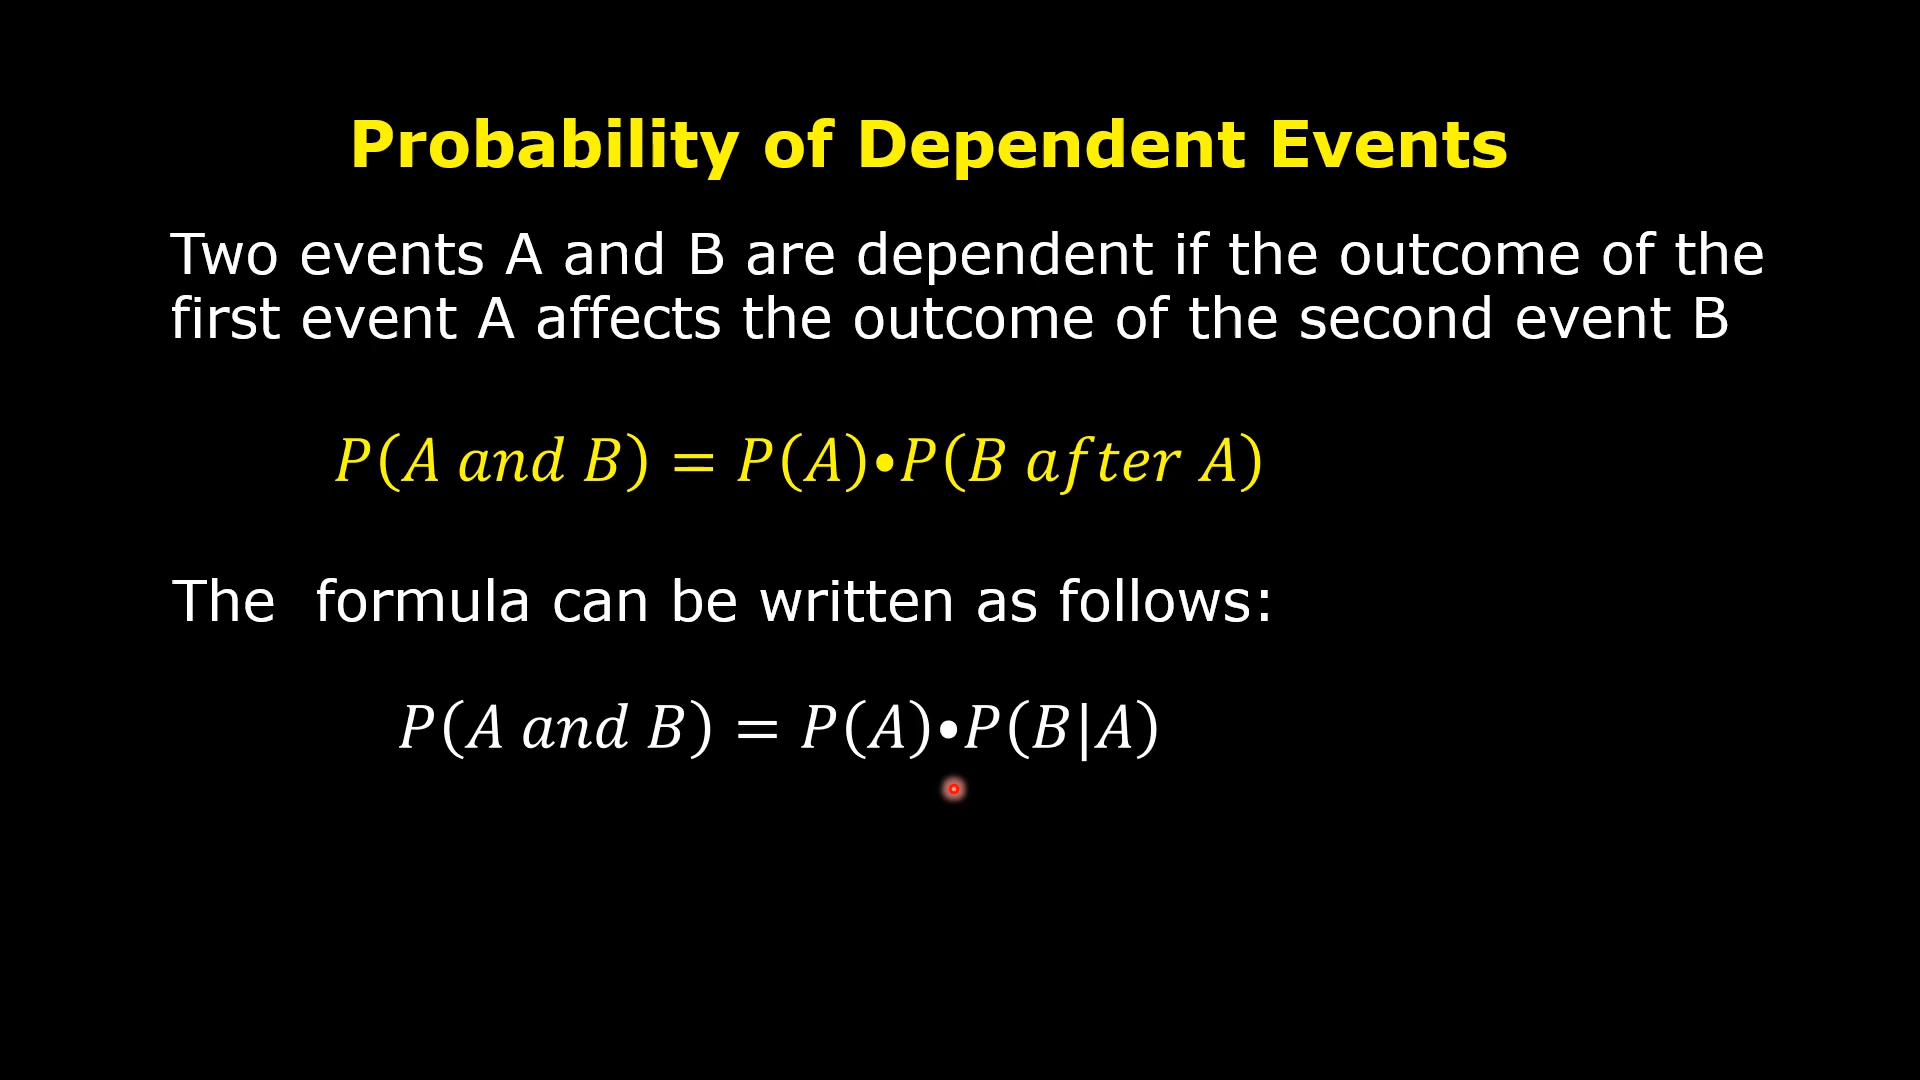 Probability of Dependent Events
Two events A and B are dependent if the outcome of the
first event A affects the outcome of the second event B
P(A and B) = P(A)•P(B after A)
The  formula can be written as follows:
P(A and B) = P(A)•P(B|A)